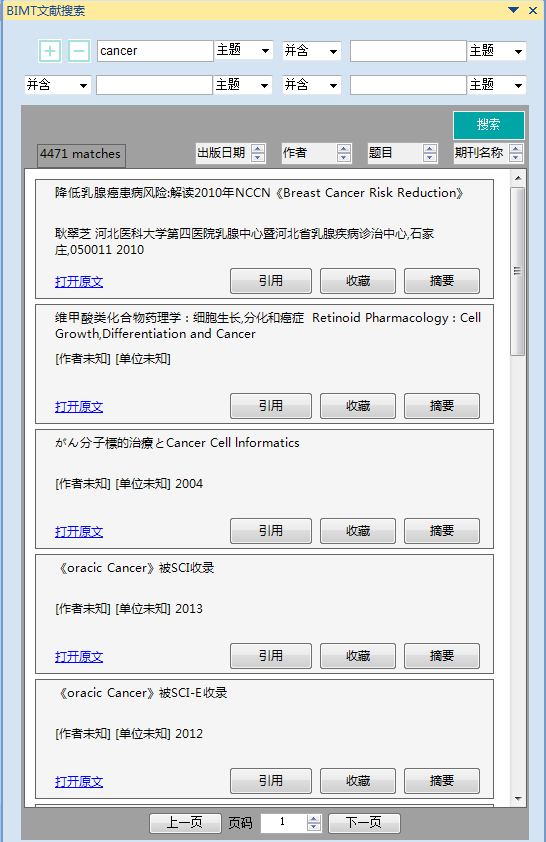 BIMT文献搜索
cancer 主题 并含 主题
并含 主题 并含 主题
搜索
4471 matches 出版日期 作者 题目 期刊名称
降低乳腺癌患病风险:解读2010年NCCN《Breast Cancer Risk Reduction》
耿翠芝 河北医科大学第四医院乳腺中心暨河北省乳腺疾病诊治中心,石家
庄,050011 2010
打开原文 引用 收藏 摘要
维甲酸类化合物药理学：细胞生长,分化和癌症 Retinoid Pharmacology：Cell
Growth,Differentiation and Cancer
[作者未知] [单位未知]
打开原文 引用 收藏 摘要
がん分子標的治療とCancer Cell lnformatics
[作者未知] [单位未知] 2004
打开原文 引用 收藏 摘要
《oracic Cancer》被SCI收录
[作者未知] [单位未知] 2013
打开原文 引用 收藏 摘要
《oracic Cancer》被SCI-E收录
[作者未知] [单位未知] 2012
打开原文 引用 收藏 摘要
上一页 页码 1 下一页